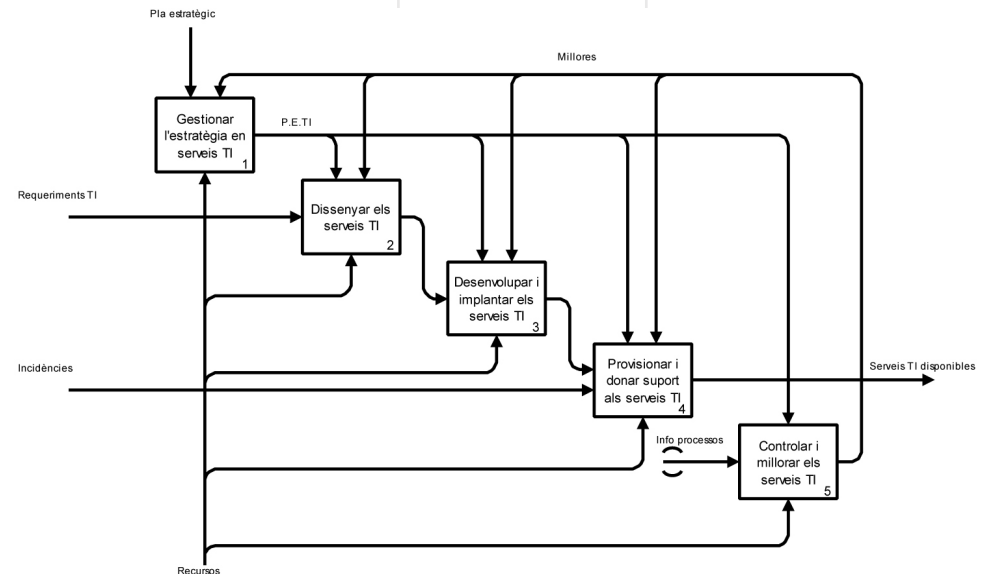 Pla estratègic
Millores
Gestionar
l'estratègia en
serveis TI
1
P.E.TI
Requeriments TI
Dissenyar els
serveis TI
2
Desenvolupar i
implantar els
serveis TI
3
Incidències
Provisionar i
donar suport
als serveis TI
4
Serveis TI disponibles
Info processos
Controlar i
millorar els
serveis TI
5
Recursos